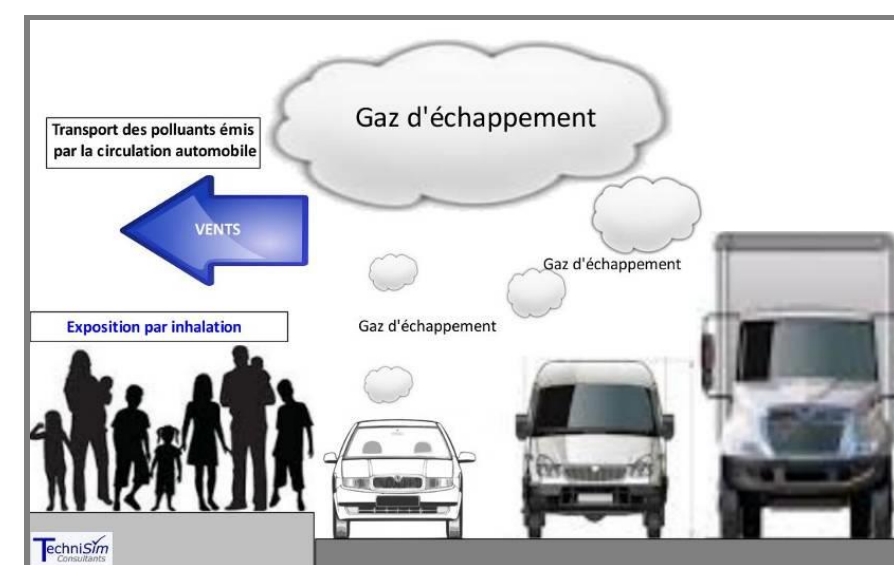 Gaz d'échappement
Transport des polluants émis
par la circulation automobile
VENTS
Gaz d'échappement
Exposition par inhalation
Gaz d'échappement
TechniSim
Consultants